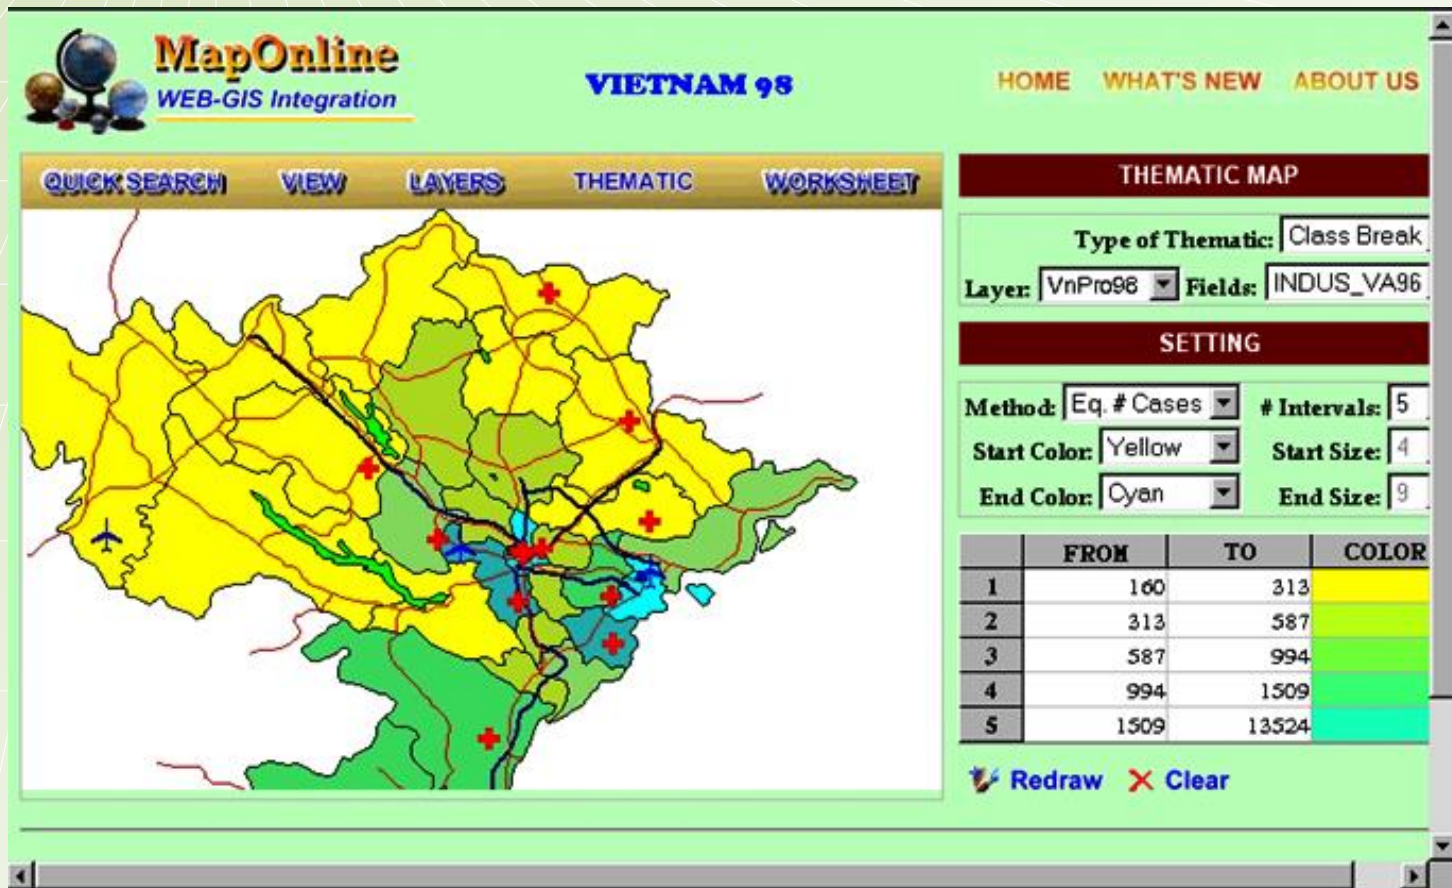 MapOnline
WEB-GIS Integration
VIETNAM 98
HOME WHAT'S NEW ABOUT US
QUICK SEARCH VIEW LAYERS THEMATIC WORKSHEET
THEMATIC MAP
Type of Thematic: Class Break
Layer: VnPro98 Fields: INDUS_VA96
SETTING
Method: Eq. # Cases # Intervals: 5
Start Color: Yellow Start Size: 4
End Color: Cyan End Size: 9
FROM TO COLOR
1 160 313
2 313 587
3 587 994
4 994 1509
5 1509 13524
Redraw Clear